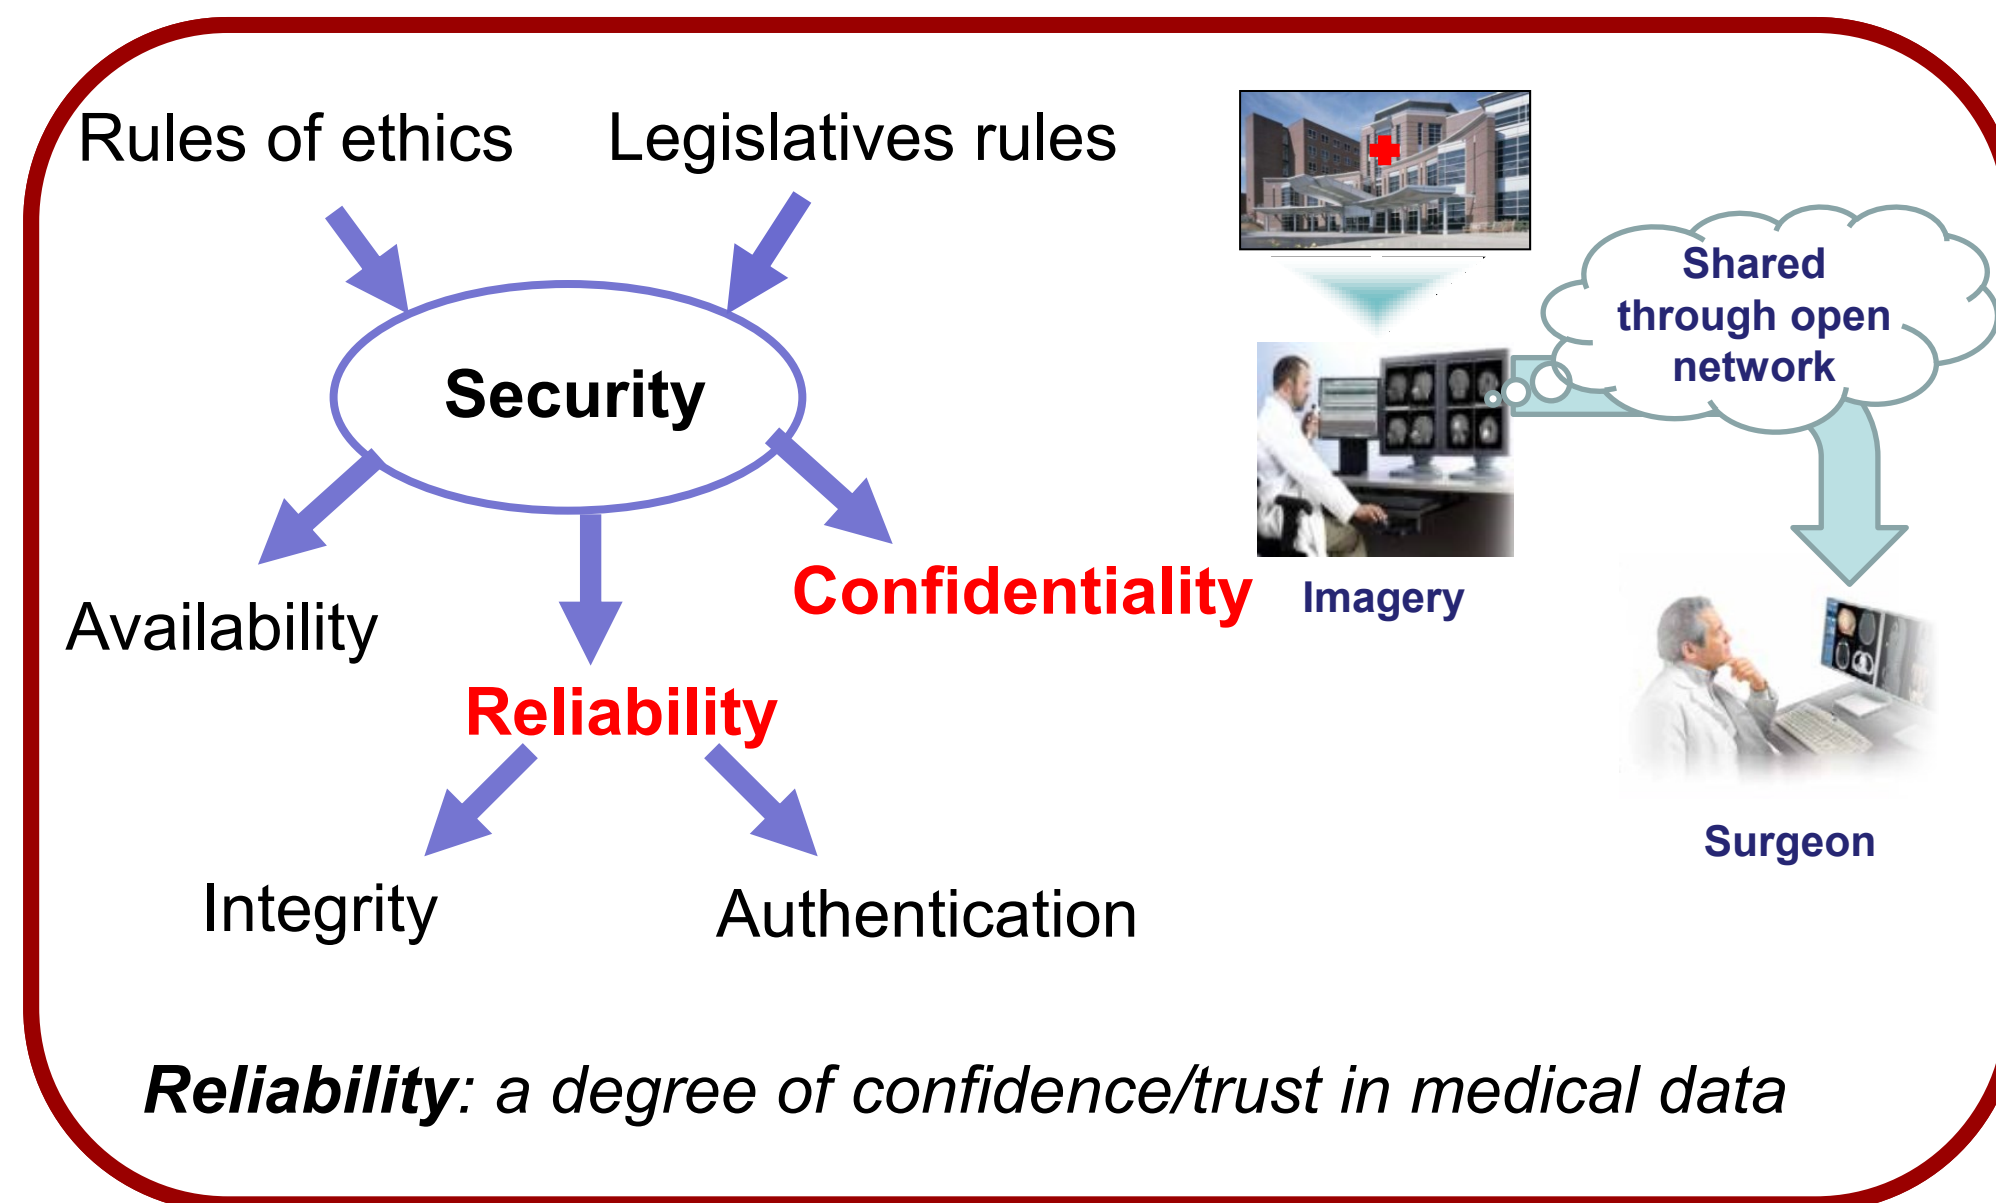 Rules of ethics
Legislatives rules
Security
Availability
Confidentiality
Reliability
Integrity
Authentication
Shared
through open
network
Imagery
Surgeon
Reliability: a degree of confidence/trust in medical data